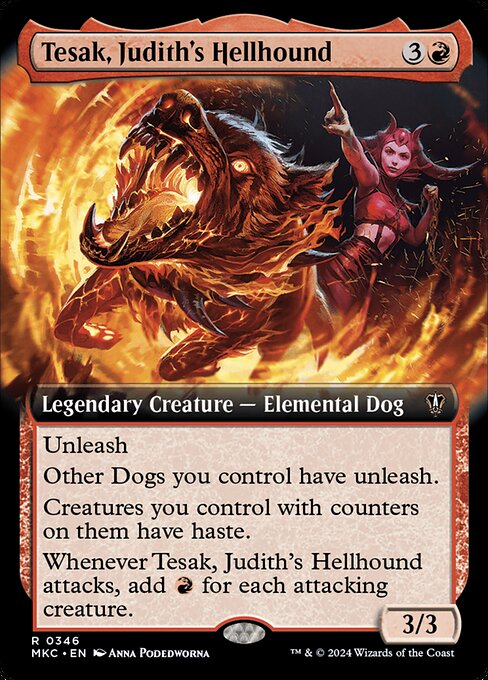 Tesak, Judith's Hellhound 3
Legendary Creature — Elemental Dog
Unleash
Other Dogs you control have unleash.
Creatures you control with counters
on them have haste.
Whenever Tesak, Judith's Hellhound
attacks, add for each attacking
creature.
3/3
R 0346
MKC • EN Anna Podedworna
™ & © 2024 Wizards of the Coast